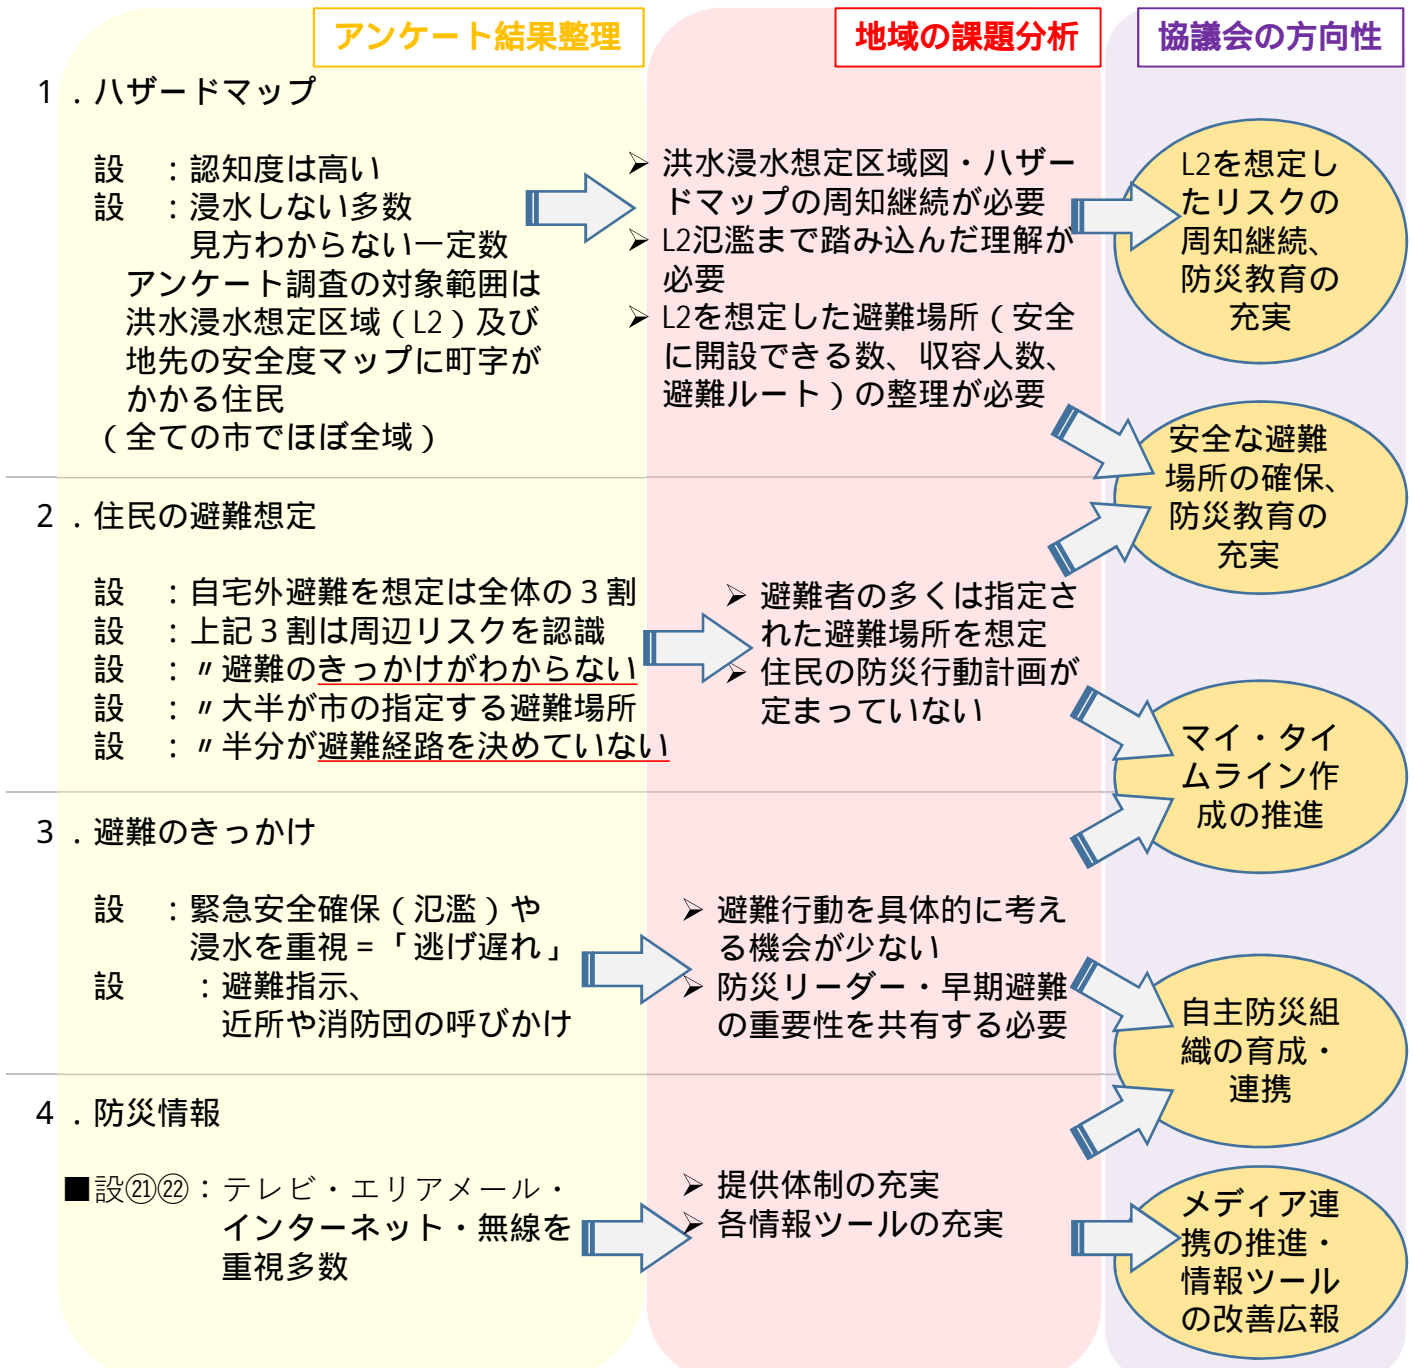 アンケート結果整理
地域の課題分析
協議会の方向性
1．ハザードマップ
設　：認知度は高い
設　：浸水しない多数
見方わからない一定数
アンケート調査の対象範囲は
洪水浸水想定区域（L2）及び
地先の安全度マップに町字が
かかる住民
（全ての市でほぼ全域）
➢ 洪水浸水想定区域図・ハザー
ドマップの周知継続が必要
➢ L2氾濫まで踏み込んだ理解が
必要
➢ L2を想定した避難場所（安全
に開設できる数、収容人数、
避難ルート）の整理が必要
L2を想定し
たリスクの
周知継続、
防災教育の
充実
安全な避難
場所の確保、
防災教育の
充実
2．住民の避難想定
設　：自宅外避難を想定は全体の３割
設　：上記３割は周辺リスクを認識
設　：〃避難のきっかけがわからない
設　：〃大半が市の指定する避難場所
設　：〃半分が避難経路を決めていない
➢ 避難者の多くは指定さ
れた避難場所を想定
➢ 住民の防災行動計画が
定まっていない
マイ・タイ
ムライン作
成の推進
3．避難のきっかけ
設　：緊急安全確保（氾濫）や
浸水を重視＝「逃げ遅れ」
設　：避難指示、
近所や消防団の呼びかけ
➢ 避難行動を具体的に考え
る機会が少ない
➢ 防災リーダー・早期避難
の重要性を共有する必要
自主防災組
織の育成・
連携
4．防災情報
■設㉑㉒：テレビ・エリアメール・
インターネット・無線を
重視多数
➢ 提供体制の充実
➢ 各情報ツールの充実
メディア連
携の推進・
情報ツール
の改善広報